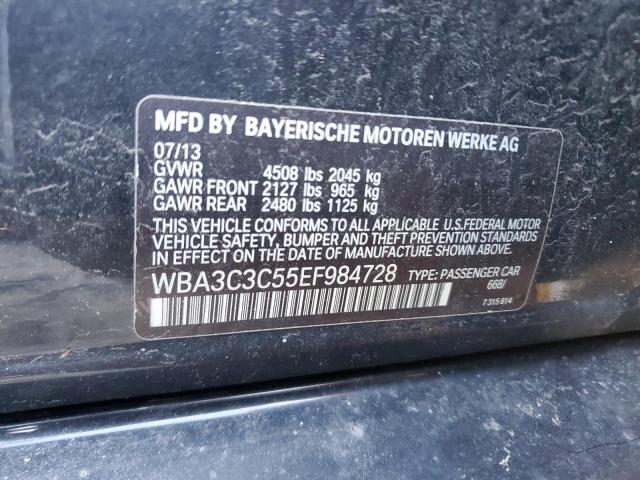 MFD BY BAYERISCHE MOTOREN WERKE AG
07/13
GVWR 4508 lbs 2045 kg
GAWR FRONT 2127 lbs 965 kg
GAWR REAR 2480 lbs 1125 kg
THIS VEHICLE CONFORMS TO ALL APPLICABLE U.S.FEDERAL MOTOR
VEHICLE SAFETY, BUMPER AND THEFT PREVENTION STANDARDS
IN EFFECT ON THE DATE OF MANUFACTURE SHOWN ABOVE.
WBA3C3C55EF984728 TYPE: PASSENGER CAR
668/
7315814